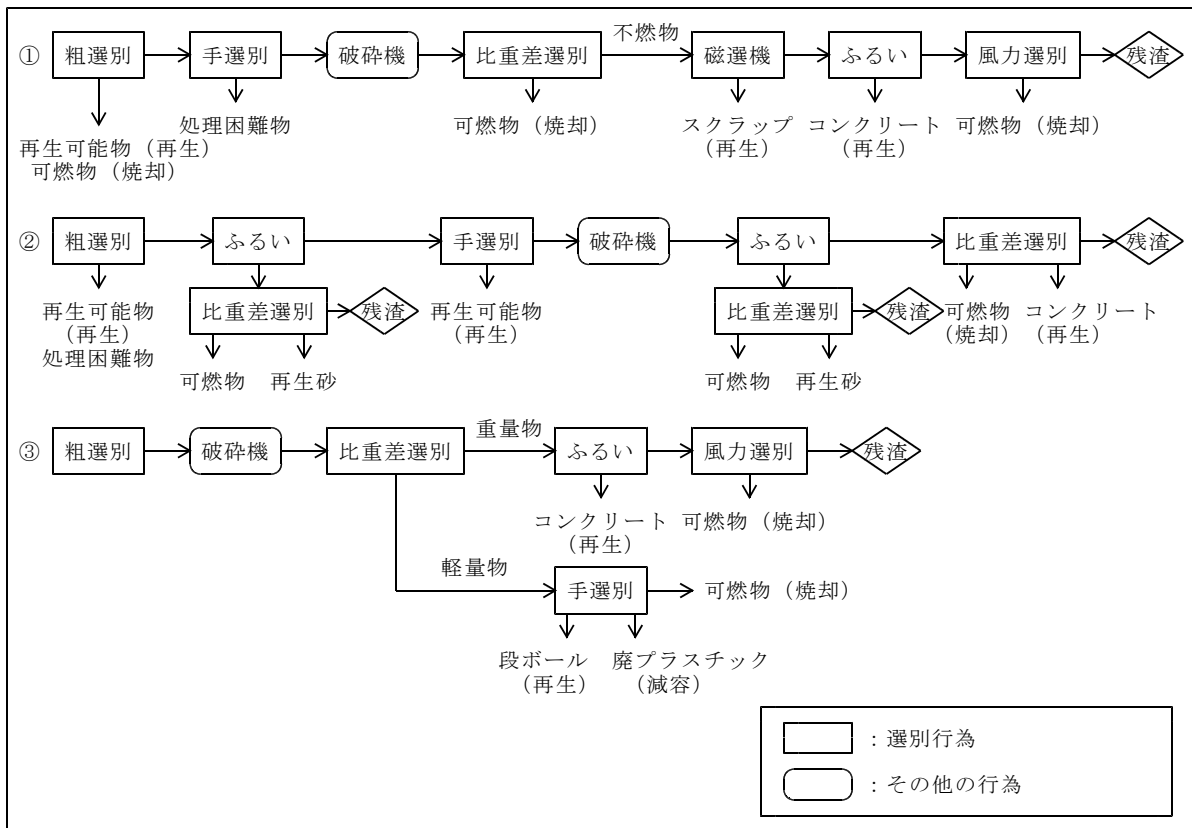 不燃物
① 粗選別 手選別 破砕機 比重差選別 磁選機 ふるい 風力選別 残渣
処理困難物 可燃物（焼却） スクラップ コンクリート 可燃物（焼却）
再生可能物（再生） （再生） （再生）
可燃物（焼却）
② 粗選別 ふるい 手選別 破砕機 ふるい 比重差選別 残渣
再生可能物 比重差選別 残渣 再生可能物 比重差選別 残渣 可燃物 コンクリート
（再生） （再生） （焼却） （再生）
処理困難物
可燃物 再生砂 可燃物 再生砂
重量物
③ 粗選別 破砕機 比重差選別 ふるい 風力選別 残渣
コンクリート 可燃物（焼却）
（再生）
軽量物
手選別 可燃物（焼却）
段ボール 廃プラスチック
（再生） （減容）
：選別行為
：その他の行為